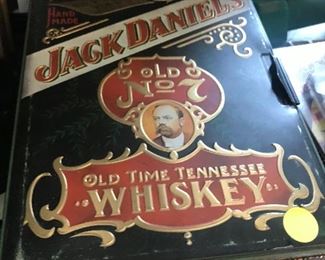 HAND
MADE
JACK DANIEL'S
OLD
No 7
OLD TIME TENNESSEE
WHISKEY